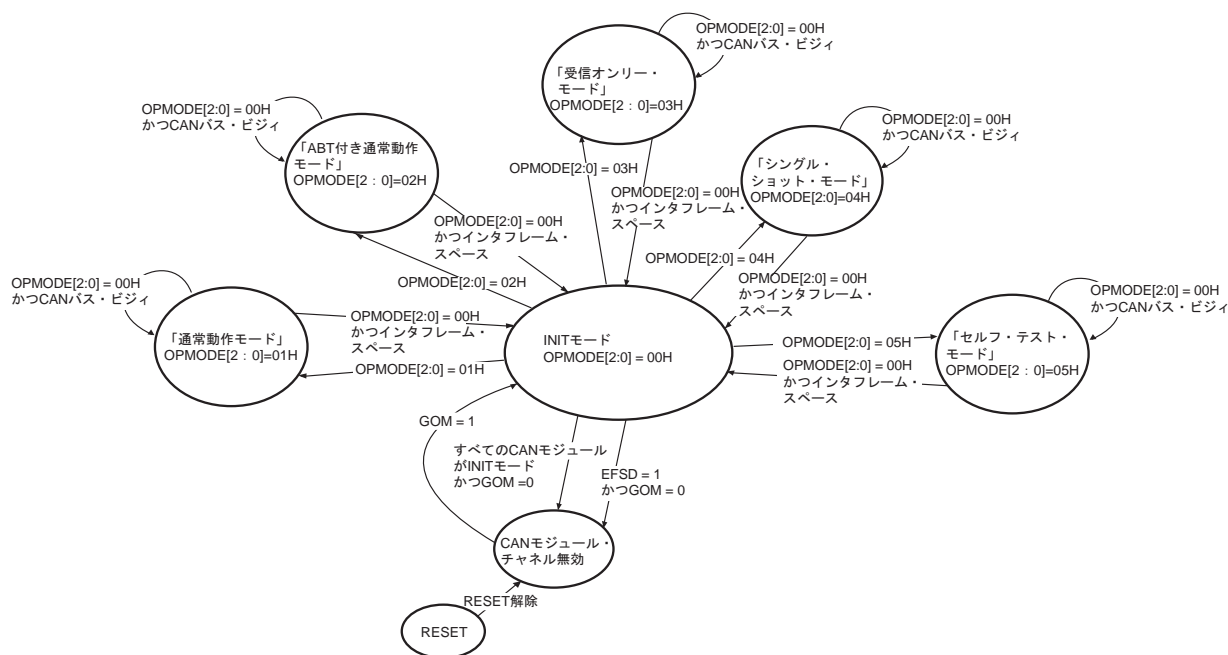 OPMODE[2:0] = 00H
かつCANバス・ビジィ
「受信オンリー・
モード」
OPMODE[2：0]=03H
OPMODE[2:0] = 00H
かつCANバス・ビジィ
「ABT付き通常動作
モード」
OPMODE[2：0]=02H
OPMODE[2:0] = 00H
かつCANバス・ビジィ
「シングル・
ショット・モード」
OPMODE[2:0]=04H
OPMODE[2:0] = 03H
OPMODE[2:0] = 00H
かつインタフレーム・
スペース
OPMODE[2:0] = 00H
かつインタフレーム・
スペース
OPMODE[2:0] = 04H
OPMODE[2:0] = 00H
かつインタフレーム・
スペース
OPMODE[2:0] = 02H
OPMODE[2:0] = 00H
かつCANバス・ビジィ
「通常動作モード」
OPMODE[2：0]=01H
OPMODE[2:0] = 00H
かつインタフレーム・
スペース
OPMODE[2:0] = 01H
INITモード
OPMODE[2:0] = 00H
OPMODE[2:0] = 05H
OPMODE[2:0] = 00H
かつインタフレーム・
スペース
OPMODE[2:0] = 00H
かつCANバス・ビジィ
「セルフ・テスト・
モード」
OPMODE[2：0]=05H
GOM = 1
すべてのCANモジュール
がINITモード
かつGOM =0
EFSD = 1
かつGOM = 0
CANモジュール・
チャネル無効
RESET解除
RESET